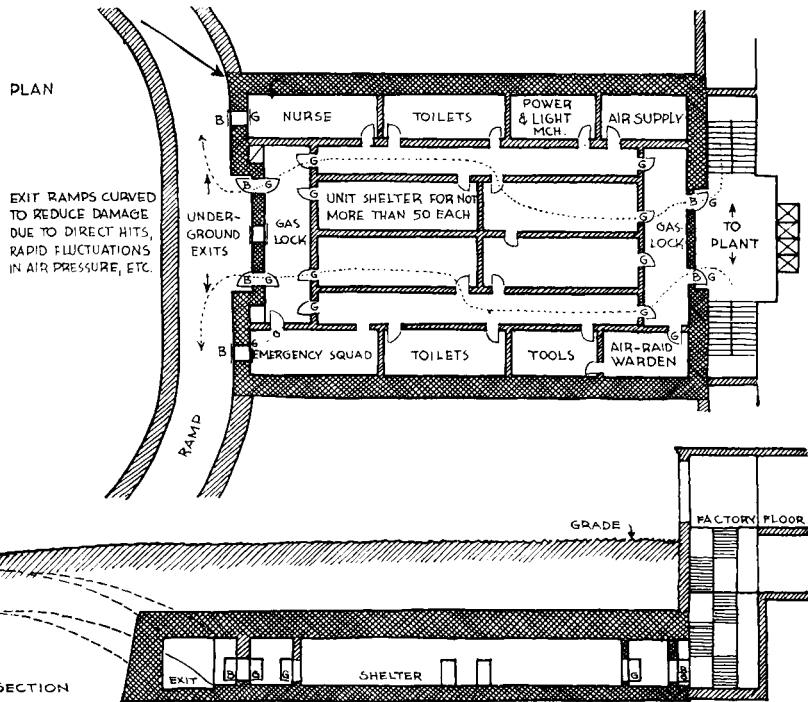 PLAN
EXIT RAMPS CURVED
TO REDUCE DAMAGE
DUE TO DIRECT HITS,
RAPID FLUCTUATIONS
IN AIR PRESSURE, ETC.
B
G
NURSE
TOILETS
POWER
& LIGHT
MCH.
AIR SUPPLY
G
G
B
G
UNIT SHELTER FOR NOT
MORE THAN 50 EACH
B
G
UNDER-
GROUND
EXITS
GAS
LOCK
G
GAS
LOCK
TO
PLANT
G
G
B
G
B
G
G
G
G
G
B
G
EMERGENCY SQUAD
TOILETS
TOOLS
AIR-RAID
WARDEN
RAMP
GRADE
FACTORY FLOOR
SECTION
EXIT
B
B
G
SHELTER
G
B